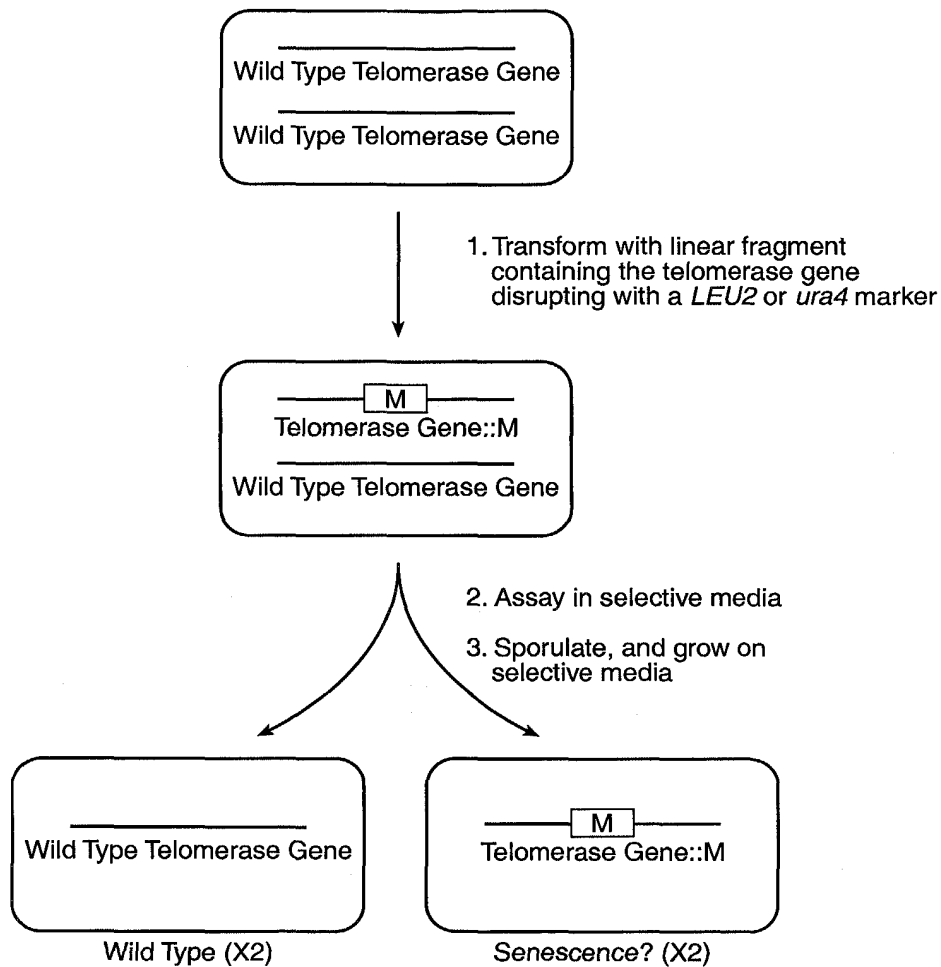 Wild Type Telomerase Gene
Wild Type Telomerase Gene
1. Transform with linear fragment
containing the telomerase gene
disrupting with a LEU2 or ura4 marker
M
Telomerase Gene::M
Wild Type Telomerase Gene
2. Assay in selective media
3. Sporulate, and grow on
selective media
Wild Type Telomerase Gene
M
Telomerase Gene::M
Wild Type (X2)
Senescence? (X2)